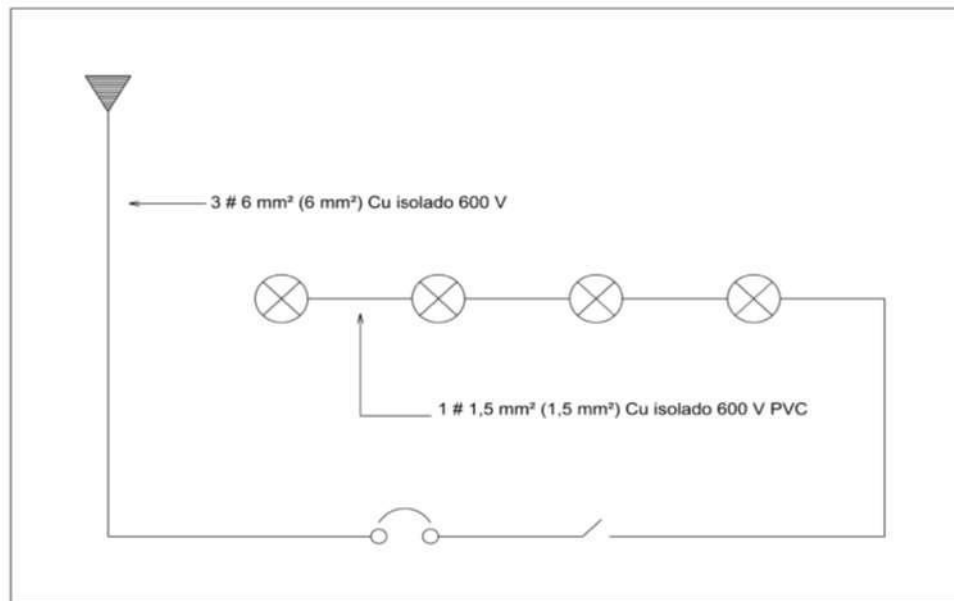 3 # 6 mm² (6 mm²) Cu isolado 600 V
1 # 1,5 mm² (1,5 mm²) Cu isolado 600 V PVC